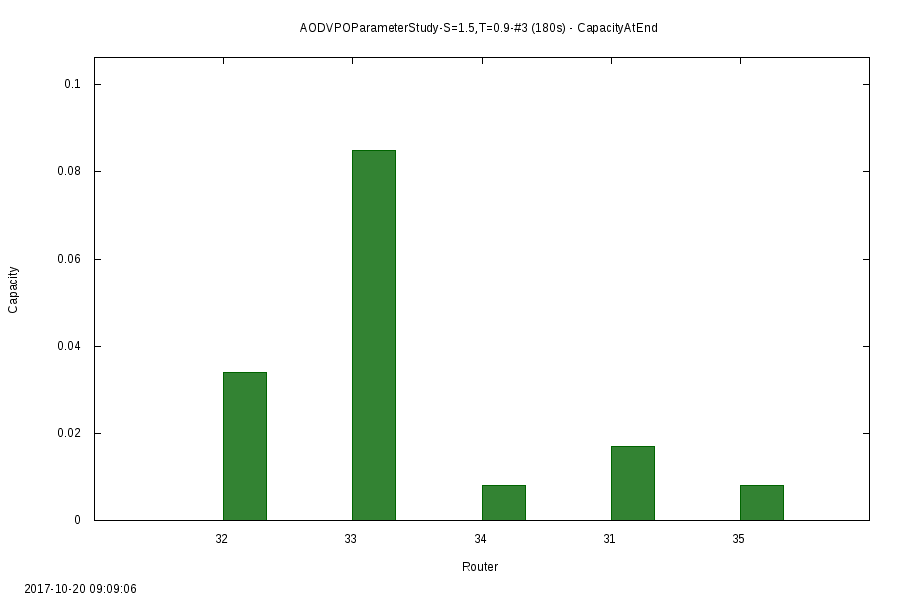 AODVPOParameterStudy-S=1.5,T=0.9-#3 (180s) - CapacityAtEnd
0.1
0.08
0.06
0.04
0.02
0
Capacity
32 33 34 31 35
Router
2017-10-20 09:09:06